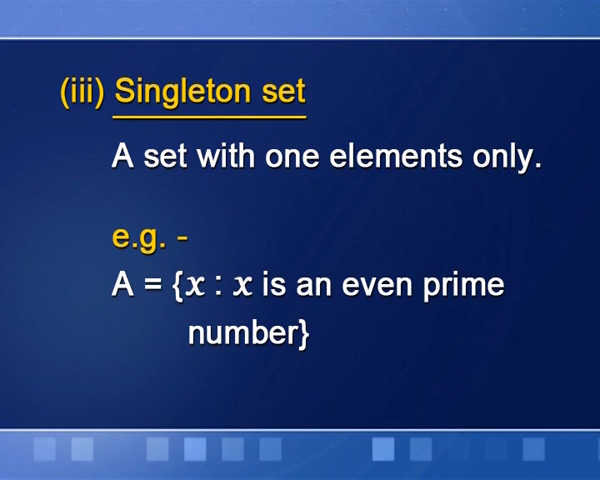 (iii) Singleton set
A set with one elements only.
e.g. -
A = {x : x is an even prime
number}